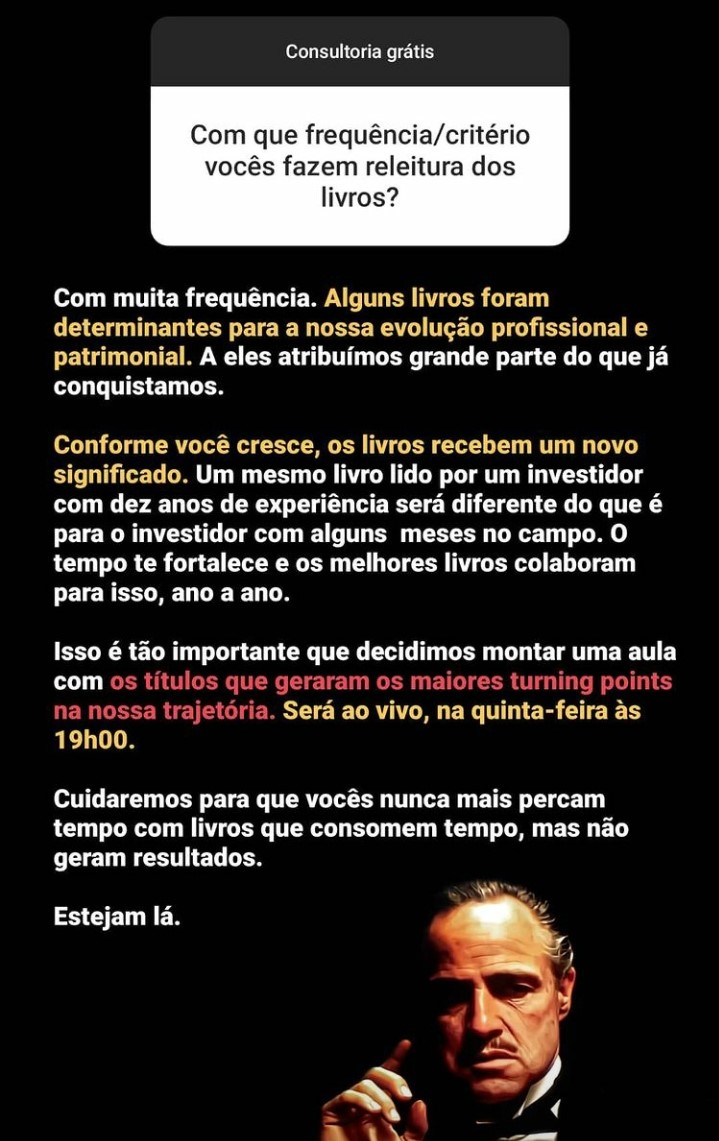 Consultoria grátis
Com que frequência/critério
vocês fazem releitura dos
livros?
Com muita frequência. Alguns livros foram
determinantes para a nossa evolução profissional e
patrimonial. A eles atribuímos grande parte do que já
conquistamos.
Conforme você cresce, os livros recebem um novo
significado. Um mesmo livro lido por um investidor
com dez anos de experiência será diferente do que é
para o investidor com alguns  meses no campo. O
tempo te fortalece e os melhores livros colaboram
para isso, ano a ano.
Isso é tão importante que decidimos montar uma aula
com os títulos que geraram os maiores turning points
na nossa trajetória. Será ao vivo, na quinta-feira às
19h00.
Cuidaremos para que vocês nunca mais percam
tempo com livros que consomem tempo, mas não
geram resultados.
Estejam lá.